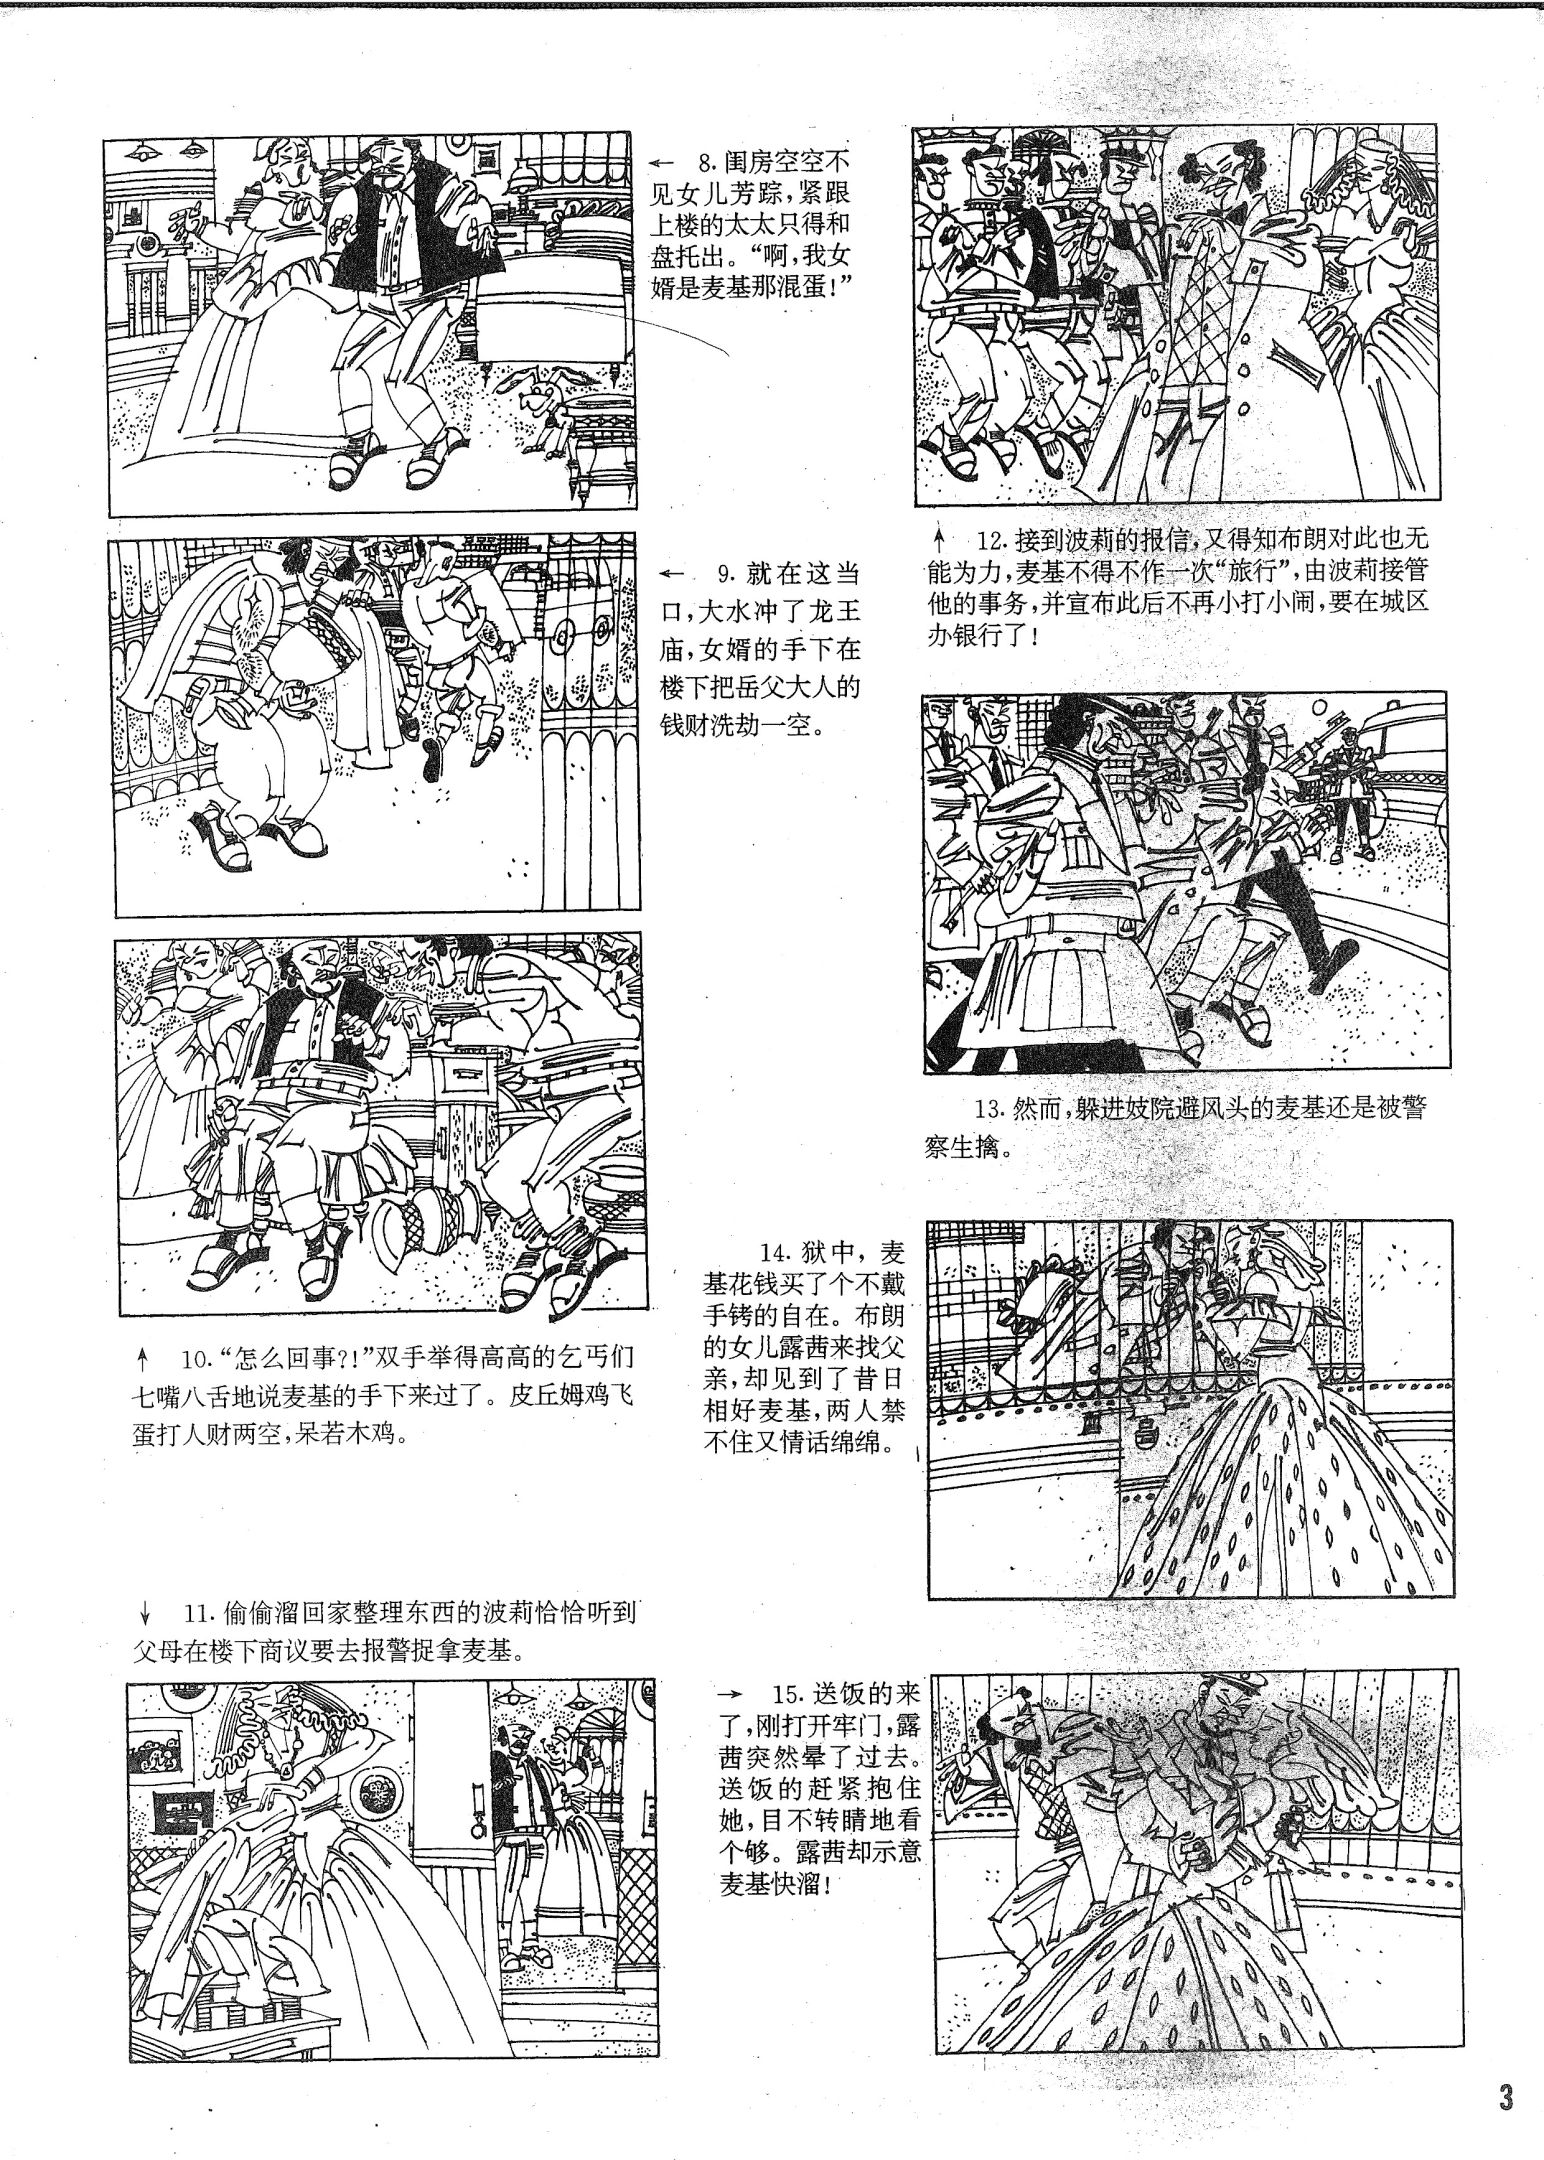 ← 8. 闺房空空不
见女儿芳踪,紧跟
上楼的太太只得和
盘托出。“啊,我女
婿是麦基那混蛋!”
← 9. 就在这当
口,大水冲了龙王
庙,女婿的手下在
楼下把岳父大人的
钱财洗劫一空。
↑ 10. “怎么回事?!”双手举得高高的乞丐们
七嘴八舌地说麦基的手下来过了。皮丘姆鸡飞
蛋打人财两空,呆若木鸡。
↓ 11. 偷偷溜回家整理东西的波莉恰恰听到
父母在楼下商议要去报警捉拿麦基。
↑ 12. 接到波莉的报信,又得知布朗对此也无
能为力,麦基不得不作一次“旅行”,由波莉接管
他的事务,并宣布此后不再小打小闹,要在城区
办银行了!
13. 然而,躲进妓院避风头的麦基还是被警
察生擒。
14. 狱中,麦
基花钱买了个不戴
手铐的自在。布朗
的女儿露茜来找父
亲,却见到了昔日
相好麦基,两人禁
不住又情话绵绵。
→ 15. 送饭的来
了,刚打开牢门,露
茜突然晕了过去。
送饭的赶紧抱住
她,目不转睛地看
个够。露茜却示意
麦基快溜!
3